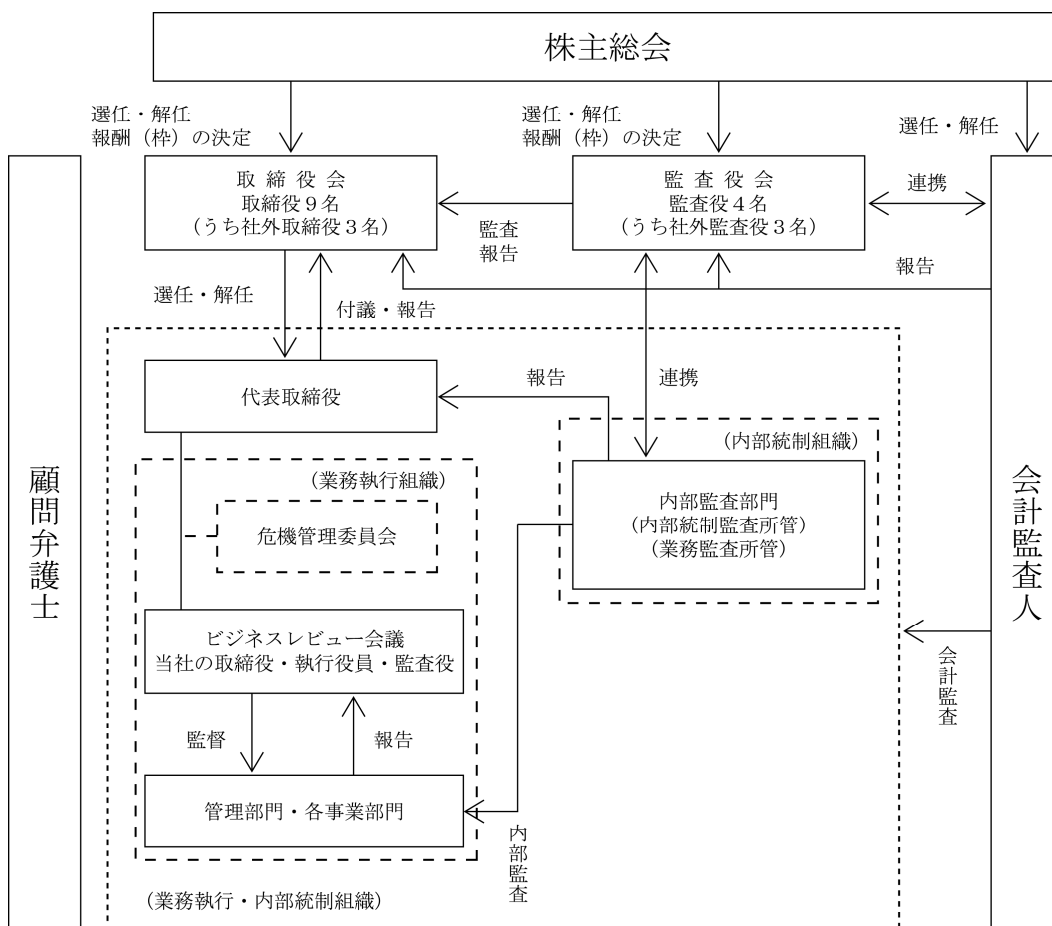 株主総会
選任・解任
報酬（枠）の決定
選任・解任
報酬（枠）の決定
選任・解任
取締役会
取締役９名
（うち社外取締役３名）
監査
報告
監査役会
監査役４名
（うち社外監査役３名）
連携
報告
選任・解任
付議・報告
代表取締役
報告
連携
（内部統制組織）
内部監査部門
（内部統制監査所管）
（業務監査所管）
（業務執行組織）
危機管理委員会
ビジネスレビュー会議
当社の取締役・執行役員・監査役
監督
報告
管理部門・各事業部門
内部監査
会計監査
（業務執行・内部統制組織）
顧問弁護士
会計監査人